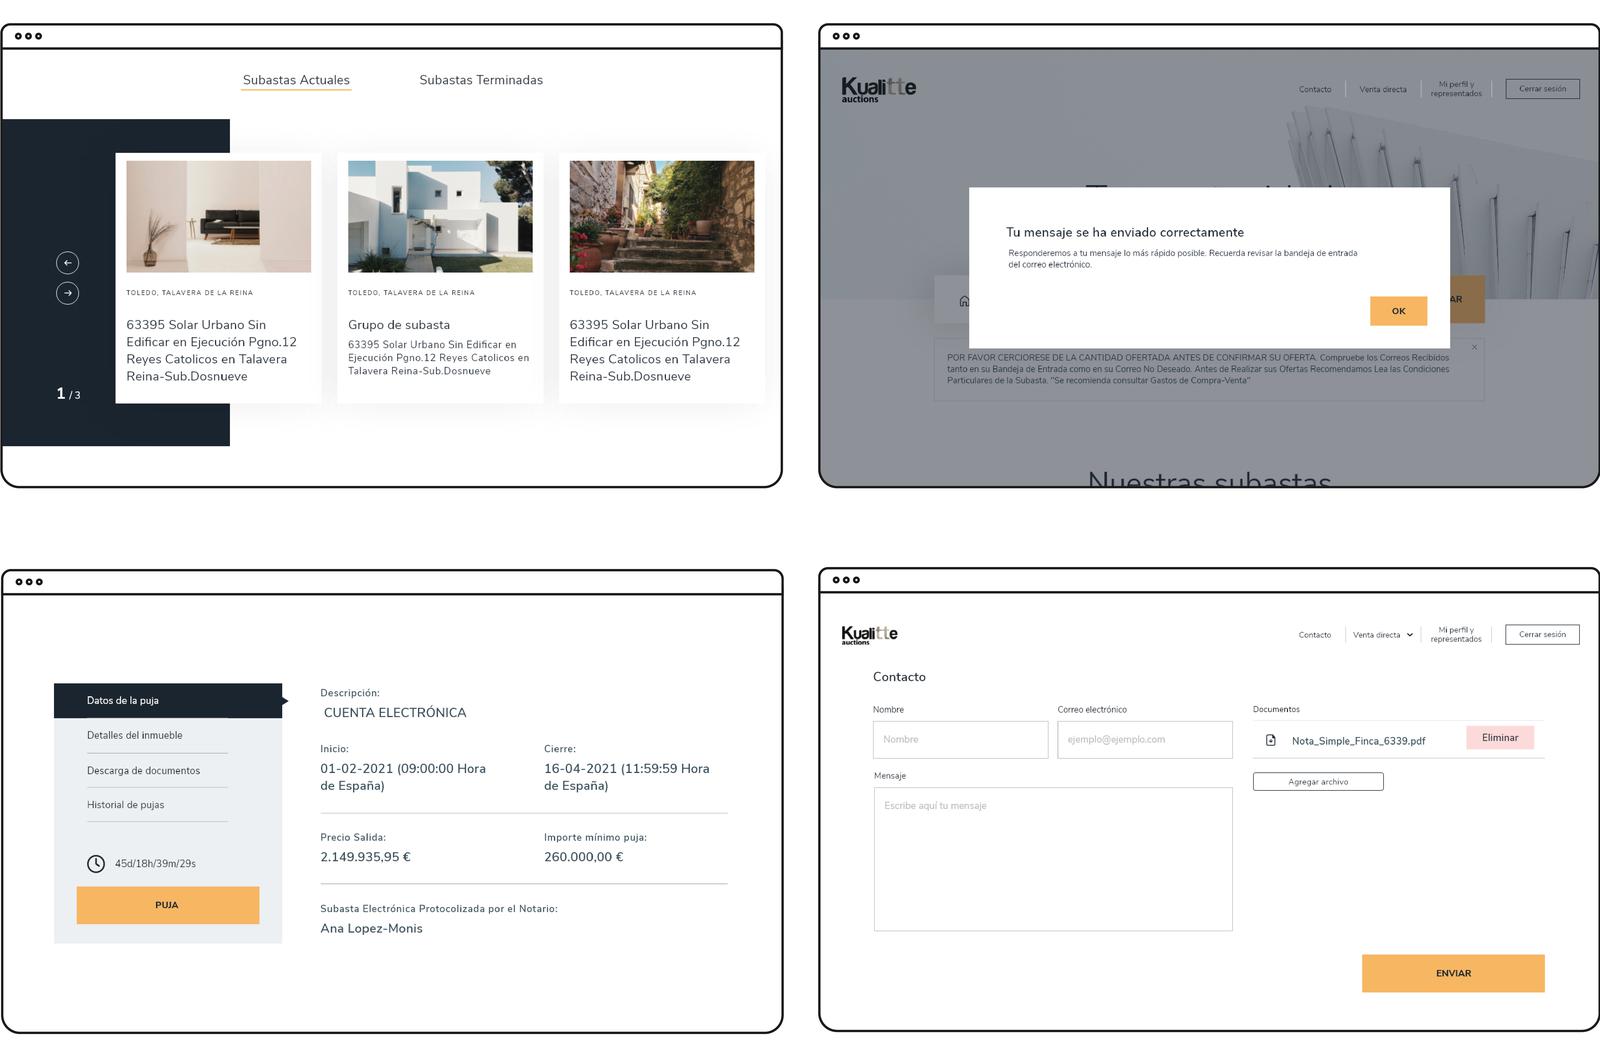 Subastas Actuales
Subastas Terminadas
TOLEDO, TALAVERA DE LA REINA
63395 Solar Urbano Sin
Edificar en Ejecución Pgno.12
Reyes Catolicos en Talavera
Reina-Sub.Dosnueve
TOLEDO, TALAVERA DE LA REINA
Grupo de subasta
63395 Solar Urbano Sin Edificar en
Ejecución Pgno.12 Reyes Catolicos en
Talavera Reina-Sub.Dosnueve
TOLEDO, TALAVERA DE LA REINA
63395 Solar Urbano Sin
Edificar en Ejecución Pgno.12
Reyes Catolicos en Talavera
Reina-Sub.Dosnueve
1 / 3
Kualitte
auctions
Contacto
Venta directa
Mi perfil y
representados
Cerrar sesión
Tu mensaje se ha enviado correctamente
Responderemos a tu mensaje lo más rápido posible. Recuerda revisar la bandeja de entrada
del correo electrónico.
OK
AR
POR FAVOR CERCIORESE DE LA CANTIDAD OFERTADA ANTES DE CONFIRMAR SU OFERTA. Compruebe los Correos Recibidos
tanto en su Bandeja de Entrada como en su Correo No Deseado. Antes de Realizar sus Ofertas Recomendamos Lea las Condiciones
Particulares de la Subasta. "Se recomienda consultar Gastos de Compra-Venta"
Nuestras subastas
Datos de la puja
Detalles del inmueble
Descarga de documentos
Historial de pujas
45d/18h/39m/29s
PUJA
Descripción:
CUENTA ELECTRÓNICA
Inicio:
01-02-2021 (09:00:00 Hora
de España)
Cierre:
16-04-2021 (11:59:59 Hora
de España)
Precio Salida:
2.149.935,95 €
Importe mínimo puja:
260.000,00 €
Subasta Electrónica Protocolizada por el Notario:
Ana Lopez-Monis
Kualitte
auctions
Contacto
Venta directa
Mi perfil y
representados
Cerrar sesión
Contacto
Nombre
Nombre
Correo electrónico
ejemplo@ejemplo.com
Mensaje
Escribe aquí tu mensaje
Documentos
Nota_Simple_Finca_6339.pdf
Eliminar
Agregar archivo
ENVIAR